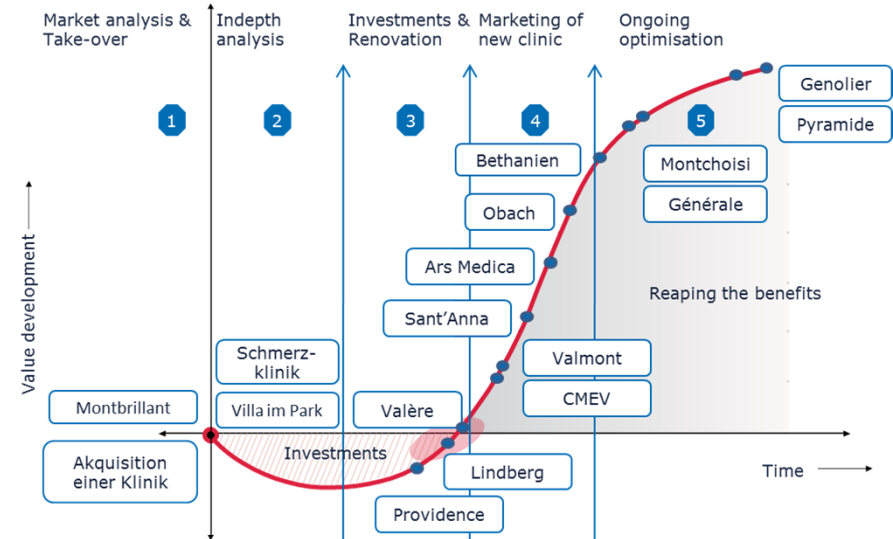 Market analysis &
Take-over
Indepth
analysis
Investments &
Renovation
Marketing of
new clinic
Ongoing
optimisation
1
2
3
4
5
Genolier
Pyramide
Bethanien
Montchoisi
Obach
Générale
Ars Medica
Reaping the benefits
Sant’Anna
Value development
Schmerz-
klinik
Valmont
Montbrillant
Villa im Park
Valère
CMEV
Akquisition
einer Klinik
Investments
Lindberg
Time
Providence